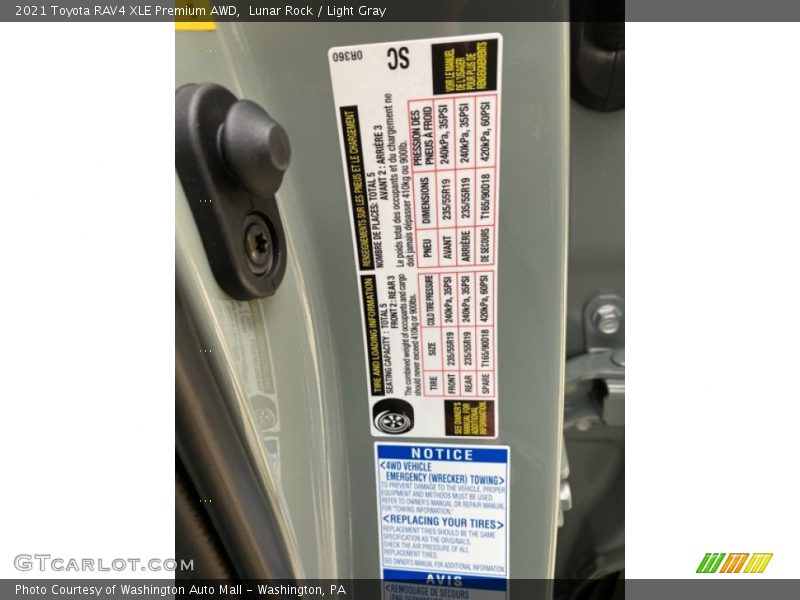 2021 Toyota RAV4 XLE Premium AWD,  Lunar Rock / Light Gray
0R360
SC
TIRE AND LOADING INFORMATION
SEATING CAPACITY : TOTAL 5
FRONT 2 : REAR 3
The combined weight of occupants and cargo
should never exceed 410kg or 900lbs.
TIRE SIZE COLD TIRE PRESSURE
FRONT 235/55R19 240kPa, 35PSI
REAR 235/55R19 240kPa, 35PSI
SPARE T165/90D18 420kPa, 60PSI
SEE OWNER'S
MANUAL FOR
ADDITIONAL
INFORMATION
RENSEIGNEMENTS SUR LES PNEUS ET LE CHARGEMENT
NOMBRE DE PLACES: TOTAL 5
AVANT 2 : ARRIÈRE 3
Le poids total des occupants et du chargement ne
doit jamais dépasser 410kg ou 900lb.
PNEU DIMENSIONS PRESSION DES
PNEUS À FROID
AVANT 235/55R19 240kPa, 35PSI
ARRIÈRE 235/55R19 240kPa, 35PSI
DE SECOURS T165/90D18 420kPa, 60PSI
VOIR LE MANUEL
DE L'USAGER
POUR PLUS DE
RENSEIGNEMENTS
NOTICE
<4WD VEHICLE
EMERGENCY (WRECKER) TOWING>
TO PREVENT DAMAGE TO THE VEHICLE, PROPER
EQUIPMENT AND METHODS MUST BE USED.
REFER TO OWNER'S MANUAL OR REPAIR MANUAL
FOR "TOWING INFORMATION."
<REPLACING YOUR TIRES>
REPLACEMENT TIRES SHOULD BE THE SAME
SPECIFICATION AS THE ORIGINALS.
CHECK THE AIR PRESSURE OF ALL
REPLACEMENT TIRES.
SEE OWNER'S MANUAL FOR ADDITIONAL INFORMATION.
AVIS
<REMORQUAGE DE SECOURS
GTCarlot.com
Photo Courtesy of Washington Auto Mall - Washington, PA